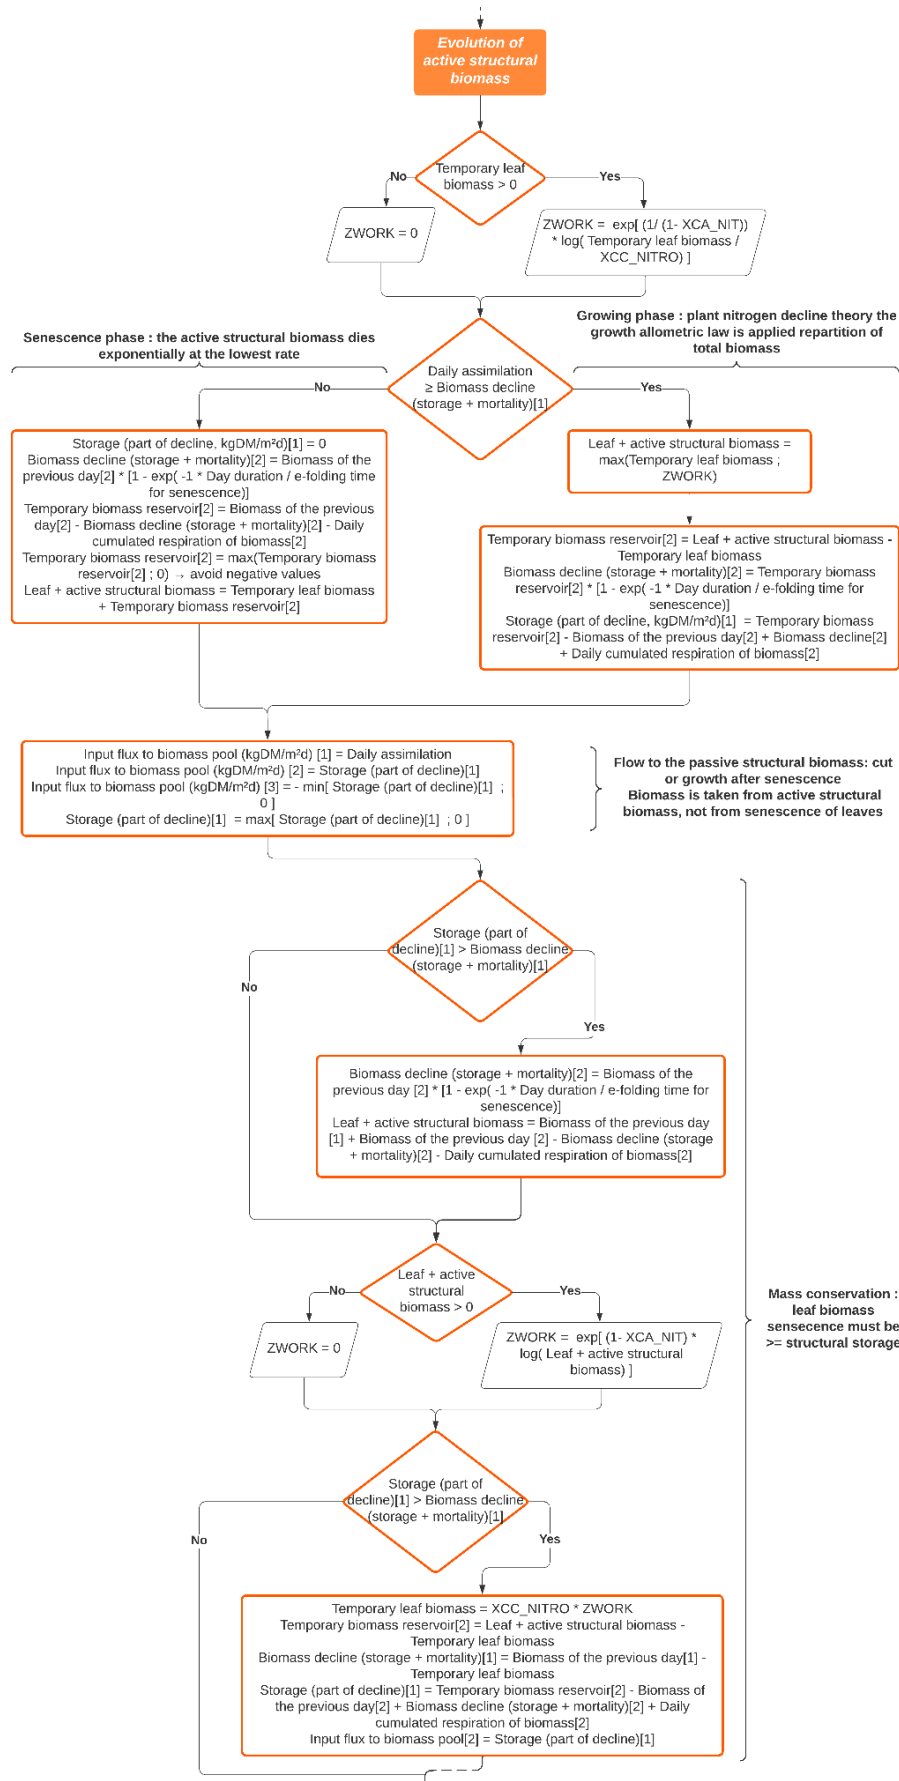 Evolution of
active structural
biomass
Temporary leaf
biomass > 0
No
Yes
ZWORK = 0
ZWORK =  exp[ (1/ (1- XCA_NIT))
* log( Temporary leaf biomass /
XCC_NITRO) ]
Senescence phase : the active structural biomass dies
exponentially at the lowest rate
Growing phase : plant nitrogen decline theory the
growth allometric law is applied repartition of
total biomass
Daily assimilation
≥ Biomass decline
(storage + mortality)[1]
No
Yes
Storage (part of decline, kgDM/m²d)[1] = 0
Biomass decline (storage + mortality)[2] = Biomass of the
previous day[2] * [1 - exp( -1 * Day duration / e-folding time
for senescence)]
Temporary biomass reservoir[2] = Biomass of the previous
day[2] - Biomass decline (storage + mortality)[2] - Daily
cumulated respiration of biomass[2]
Temporary biomass reservoir[2] = max(Temporary biomass
reservoir[2] ; 0) → avoid negative values
Leaf + active structural biomass = Temporary leaf biomass
+ Temporary biomass reservoir[2]
Leaf + active structural biomass =
max(Temporary leaf biomass ;
ZWORK)
Temporary biomass reservoir[2] = Leaf + active structural biomass -
Temporary leaf biomass
Biomass decline (storage + mortality)[2] = Temporary biomass
reservoir[2] * [1 - exp( -1 * Day duration / e-folding time for
senescence)]
Storage (part of decline, kgDM/m²d)[1]  = Temporary biomass
reservoir[2] - Biomass of the previous day[2] + Biomass decline[2]
+ Daily cumulated respiration of biomass[2]
Input flux to biomass pool (kgDM/m²d) [1] = Daily assimilation
Input flux to biomass pool (kgDM/m²d) [2] = Storage (part of decline)[1]
Input flux to biomass pool (kgDM/m²d) [3] = - min[ Storage (part of decline)[1]  ;
0 ]
Storage (part of decline)[1]  = max[ Storage (part of decline)[1]  ; 0 ]
Flow to the passive structural biomass: cut
or growth after senescence
Biomass is taken from active structural
biomass, not from senescence of leaves
Storage (part of
decline)[1] > Biomass decline
(storage + mortality)[1]
No
Yes
Biomass decline (storage + mortality)[2] = Biomass of the
previous day [2] * [1 - exp( -1 * Day duration / e-folding time for
senescence)]
Leaf + active structural biomass = Biomass of the previous day
[1] + Biomass of the previous day [2] - Biomass decline (storage
+ mortality)[2] - Daily cumulated respiration of biomass[2]
Leaf + active
structural
biomass > 0
No
Yes
ZWORK = 0
ZWORK =  exp[ (1- XCA_NIT) *
log( Leaf + active structural
biomass) ]
Mass conservation :
leaf biomass
sensecence must be
>= structural storage
Storage (part of
decline)[1] > Biomass decline
(storage + mortality)[1]
No
Yes
Temporary leaf biomass = XCC_NITRO * ZWORK
Temporary biomass reservoir[2] = Leaf + active structural biomass -
Temporary leaf biomass
Biomass decline (storage + mortality)[1] = Biomass of the previous day[1] -
Temporary leaf biomass
Storage (part of decline)[1] = Temporary biomass reservoir[2] - Biomass of
the previous day[2] + Biomass decline (storage + mortality)[2] + Daily
cumulated respiration of biomass[2]
Input flux to biomass pool[2] = Storage (part of decline)[1]